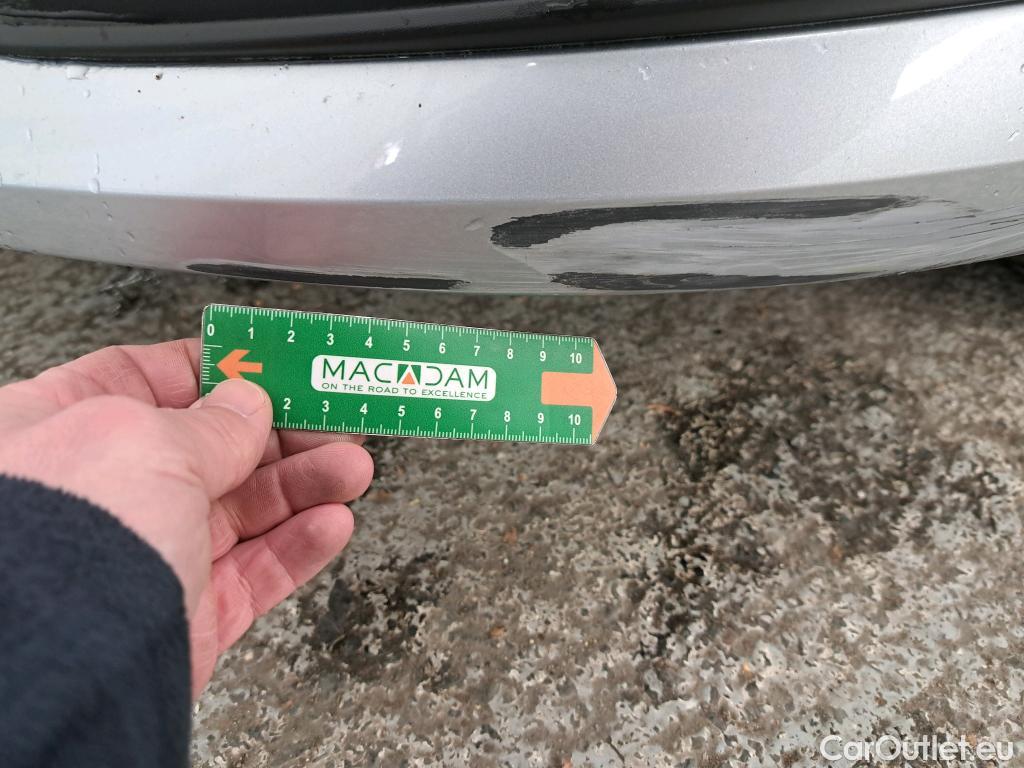 0 1 2 3 4 5 6 7 8 9 10
MACADAM
ON THE ROAD TO EXCELLENCE
2 3 4 5 6 7 8 9 10
CarOutlet.eu